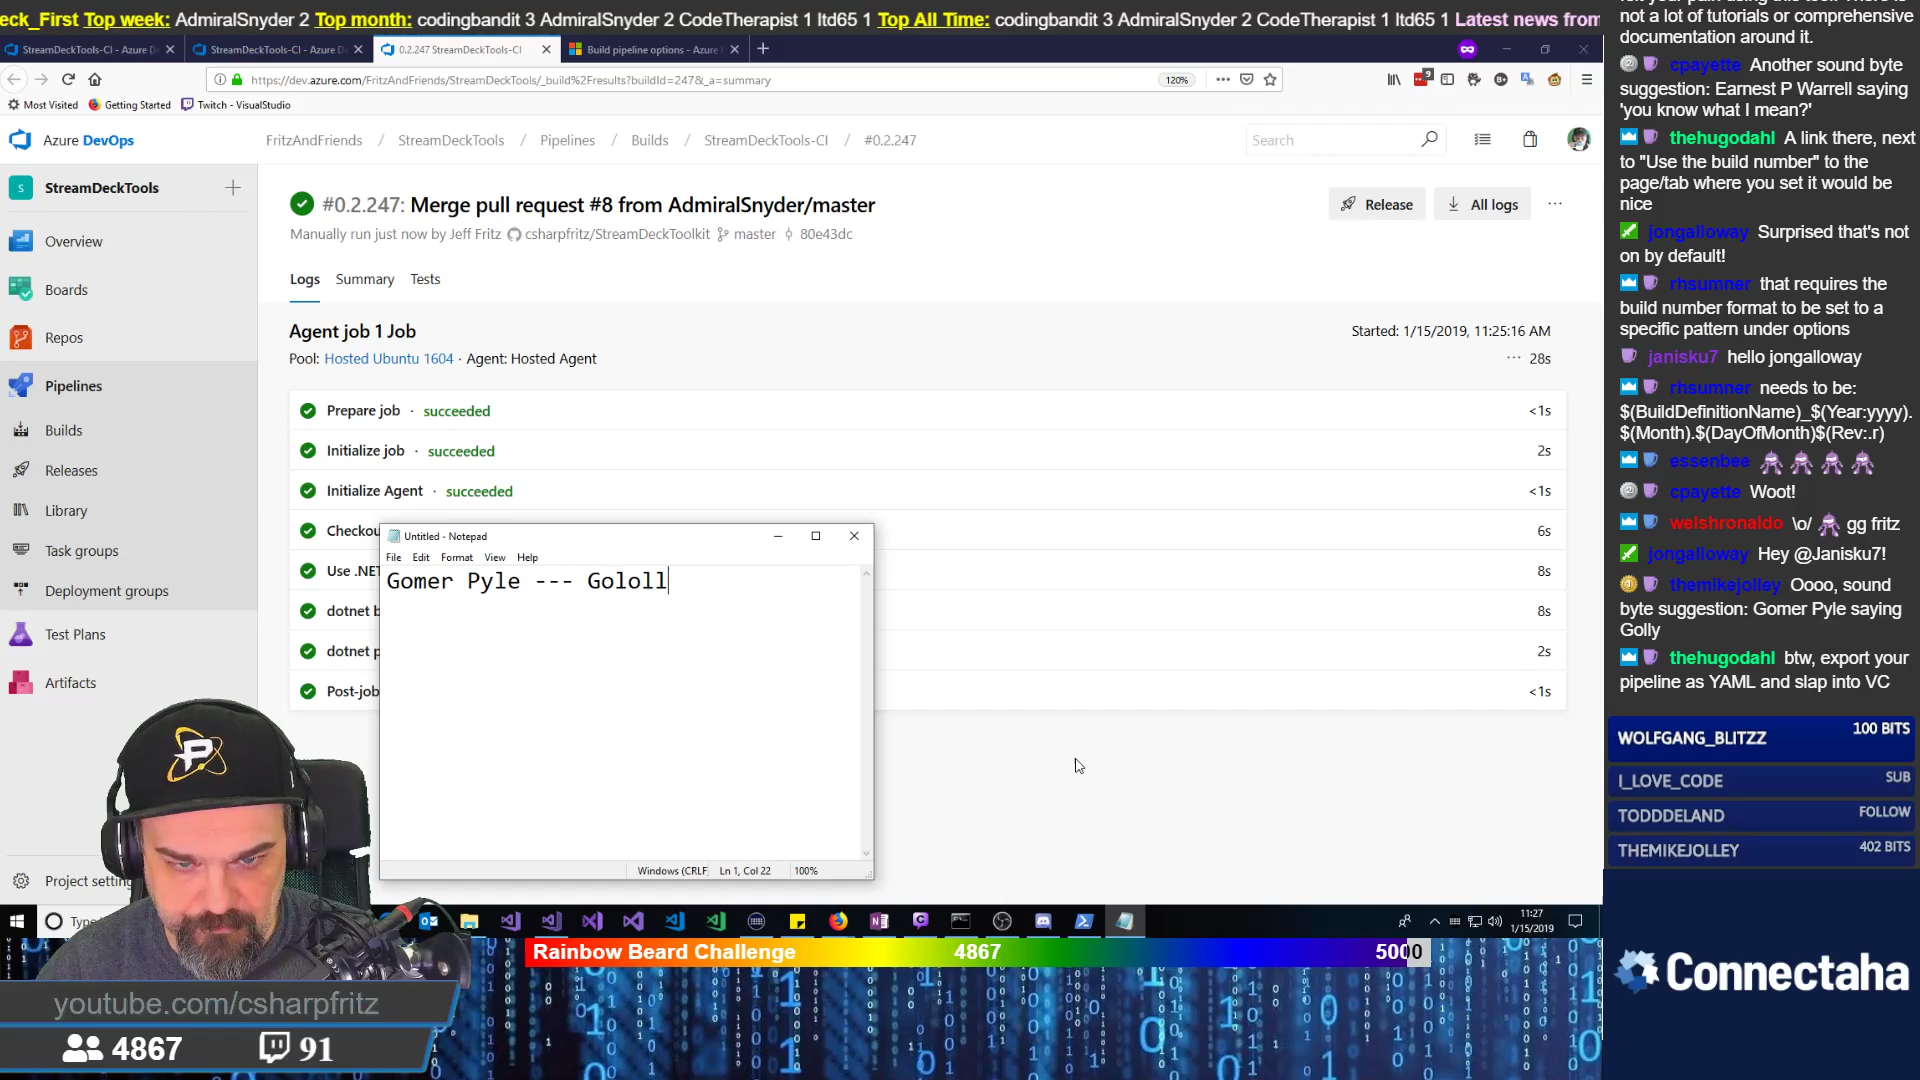 eck_First Top week: AdmiralSnyder 2 Top month: codingbandit 3 AdmiralSnyder 2 CodeTherapist 1 ltd65 1 Top All Time: codingbandit 3 AdmiralSnyder 2 CodeTherapist 1 ltd65 1 Latest news from
StreamDeckTools-CI - Azure D
StreamDeckTools-CI - Azure D
0.2.247 StreamDeckTools-CI
Build pipeline options - Azure
https://dev.azure.com/FritzAndFriends/StreamDeckTools/_build%2Fresults?buildId=247&_a=summary
120%
9
Most Visited
Getting Started
Twitch - VisualStudio
Azure DevOps
FritzAndFriends / StreamDeckTools / Pipelines / Builds / StreamDeckTools-CI / #0.2.247
Search
S
StreamDeckTools
Overview
Boards
Repos
Pipelines
Builds
Releases
Library
Task groups
Deployment groups
Test Plans
Artifacts
Project settin
#0.2.247: Merge pull request #8 from AdmiralSnyder/master
Manually run just now by Jeff Fritz csharpfritz/StreamDeckToolkit master 80e43dc
Release
All logs
Logs
Summary
Tests
Agent job 1 Job
Started: 1/15/2019, 11:25:16 AM
Pool: Hosted Ubuntu 1604 · Agent: Hosted Agent
28s
Prepare job · succeeded
<1s
Initialize job · succeeded
2s
Initialize Agent · succeeded
<1s
Checkou
6s
Use .NET
8s
dotnet b
8s
dotnet p
2s
Post-job
<1s
Untitled - Notepad
File Edit Format View Help
Gomer Pyle --- Gololl
Windows (CRLF
Ln 1, Col 22
100%
not a lot of tutorials or comprehensive
documentation around it.
cpayette Another sound byte
suggestion: Earnest P Warrell saying
'you know what I mean?'
thehugodahl A link there, next
to "Use the build number" to the
page/tab where you set it would be
nice
jongalloway Surprised that's not
on by default!
rhsumner that requires the
build number format to be set to a
specific pattern under options
janisku7 hello jongalloway
rhsumner needs to be:
$(BuildDefinitionName)_$(Year:yyyy).
$(Month).$(DayOfMonth)$(Rev:.r)
essenbee
cpayette Woot!
welshronaldo \o/ gg fritz
jongalloway Hey @Janisku7!
themikejolley Oooo, sound
byte suggestion: Gomer Pyle saying
Golly
thehugodahl btw, export your
pipeline as YAML and slap into VC
WOLFGANG_BLITZZ
100 BITS
I_LOVE_CODE
SUB
TODDDELAND
FOLLOW
THEMIKEJOLLEY
402 BITS
Connectaha
Type
11:27
1/15/2019
Rainbow Beard Challenge
4867
5000
P
youtube.com/csharpfritz
4867
91